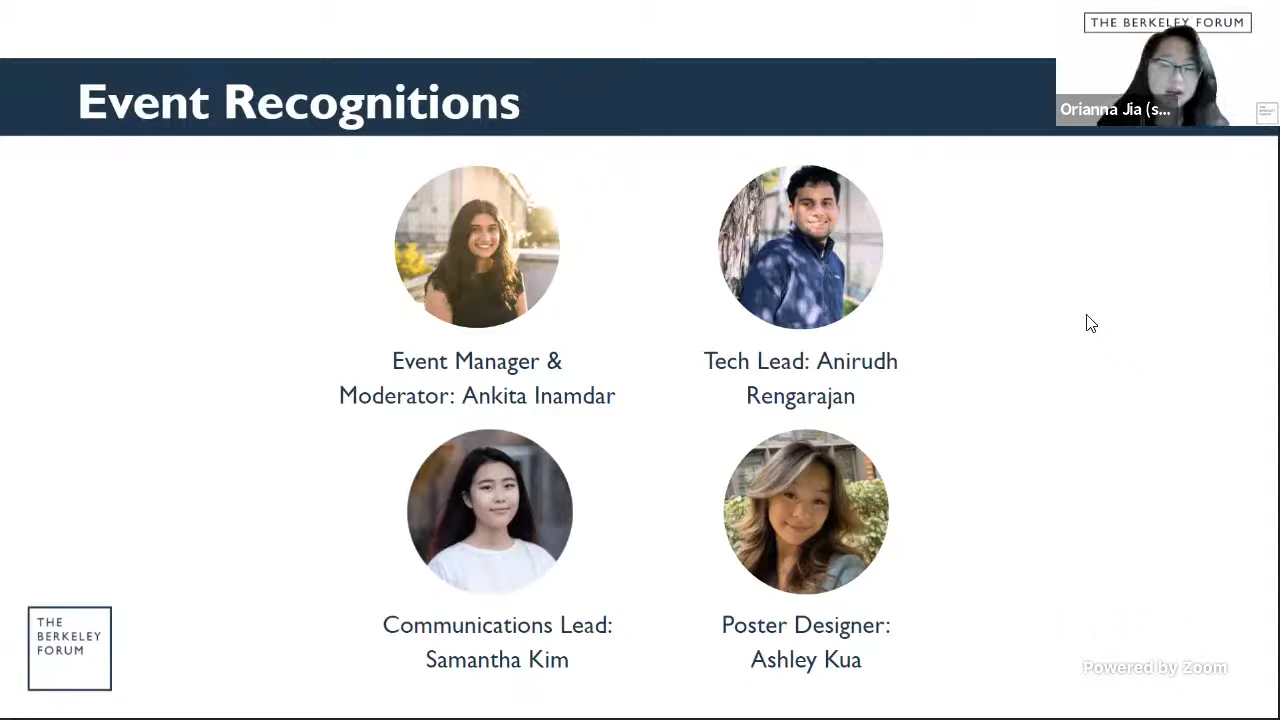 THE BERKELEY FORUM
Event Recognitions
Orianna Jia (s...
Event Manager &
Moderator: Ankita Inamdar
Tech Lead: Anirudh
Rengarajan
Communications Lead:
Samantha Kim
Poster Designer:
Ashley Kua
THE
BERKELEY
FORUM
Powered by Zoom